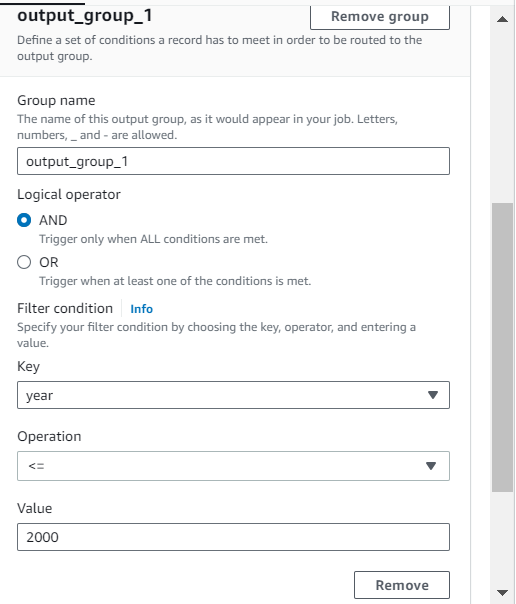 output_group_1
Remove group
Define a set of conditions a record has to meet in order to be routed to the
output group.
Group name
The name of this output group, as it would appear in your job. Letters,
numbers, _ and - are allowed.
output_group_1
Logical operator
AND
Trigger only when ALL conditions are met.
OR
Trigger when at least one of the conditions is met.
Filter condition Info
Specify your filter condition by choosing the key, operator, and entering a
value.
Key
year
Operation
<=
Value
2000
Remove